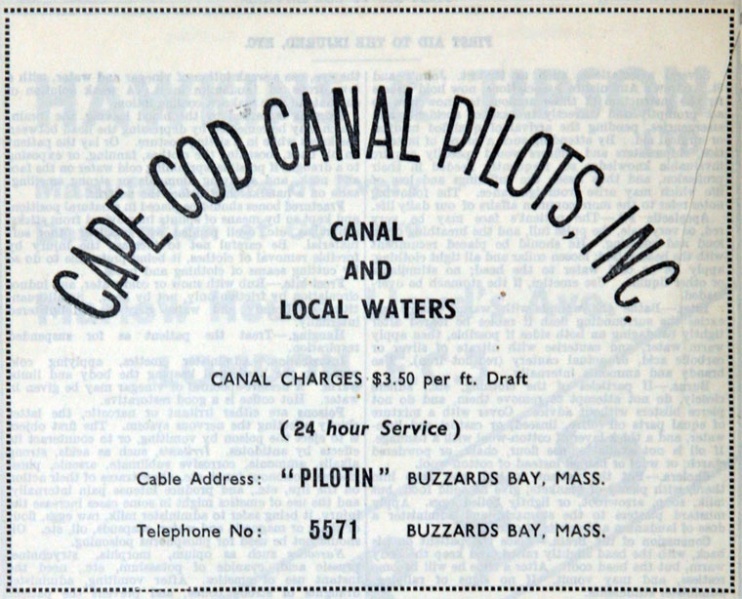 CAPE COD CANAL PILOTS, INC.
CANAL
AND
LOCAL WATERS
CANAL CHARGES $3.50 per ft. Draft
(24 hour Service)
Cable Address: "PILOTIN" BUZZARDS BAY, MASS.
Telephone No: 5571 BUZZARDS BAY, MASS.